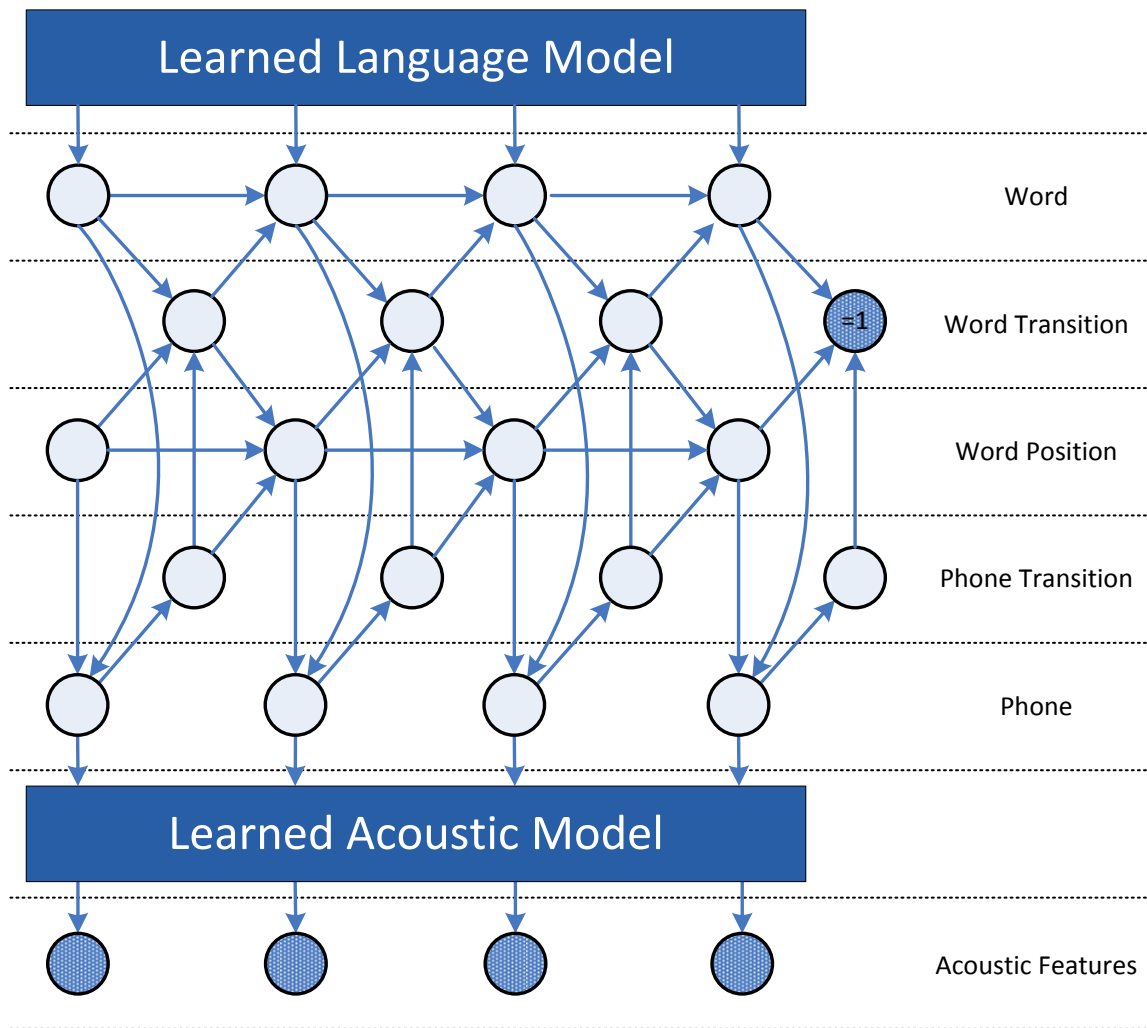 Learned Language Model
Word
=1
Word Transition
Word Position
Phone Transition
Phone
Learned Acoustic Model
Acoustic Features